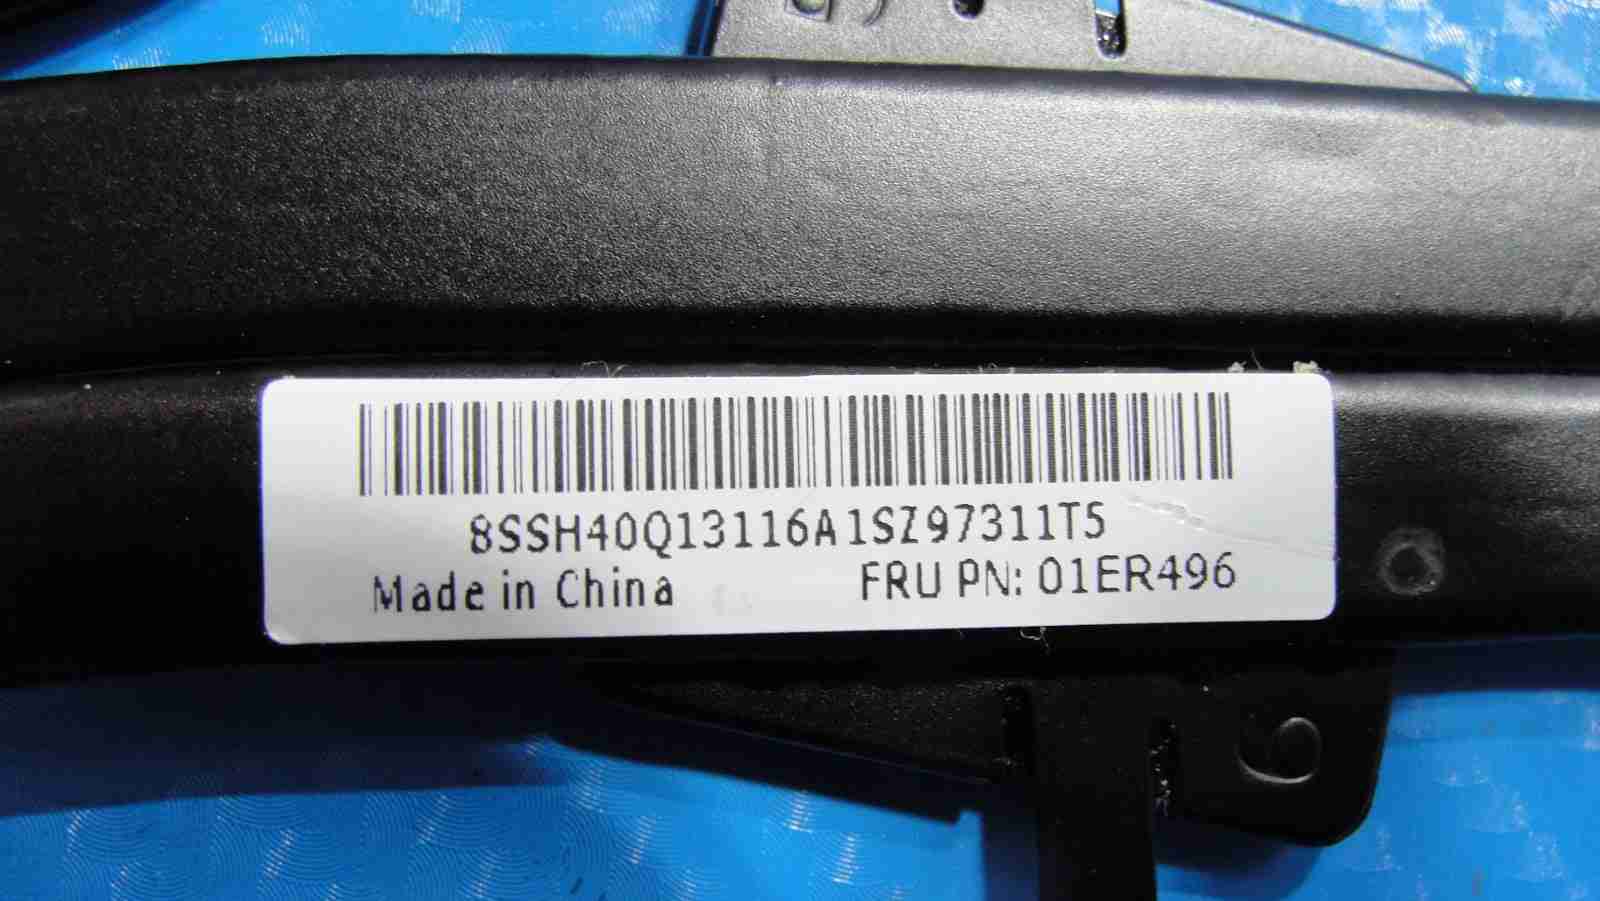 8SSH40Q13116A1SZ97311T5
Made in China FRU PN: 01ER496